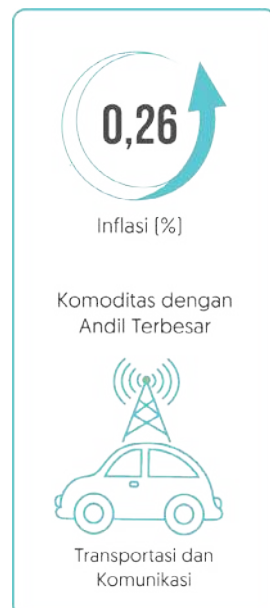 0,26
Inflasi [%]
Komoditas dengan
Andil Terbesar
Transportasi dan
Komunikasi